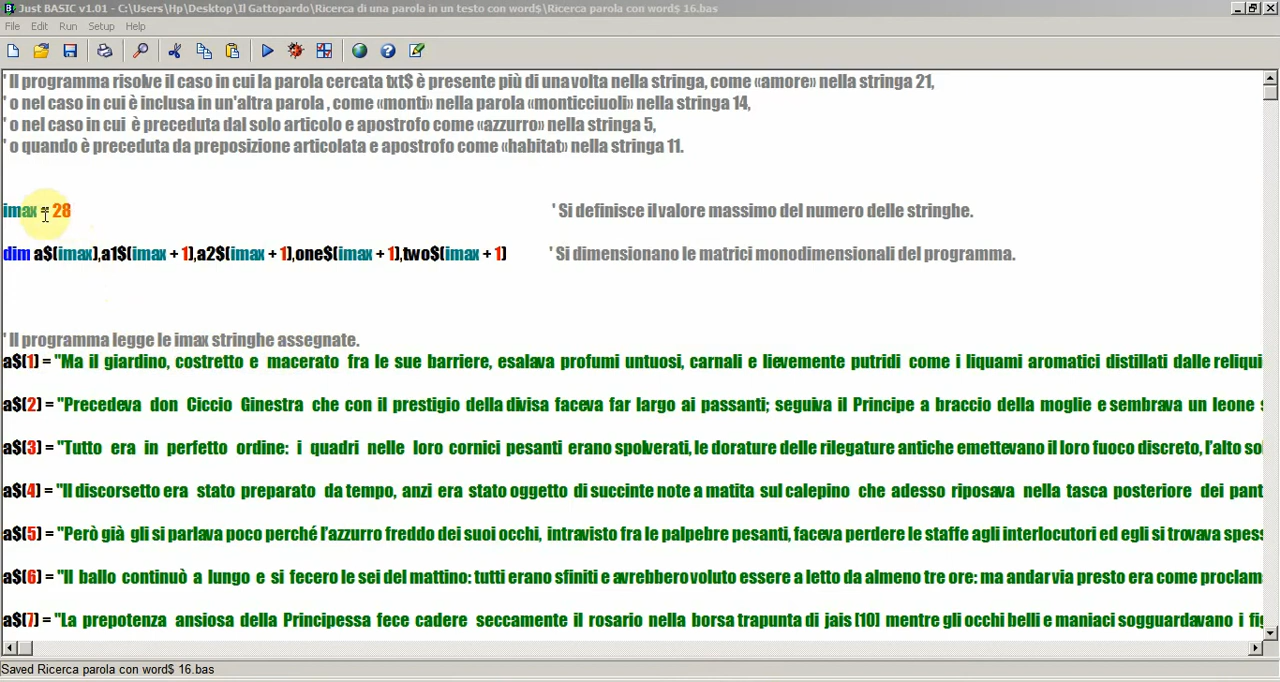 Just BASIC v1.01 - C:\Users\Hp\Desktop\Il Gattopardo\Ricerca di una parola in un testo con word$\Ricerca parola con word$ 16.bas
File Edit Run Setup Help
' Il programma risolve il caso in cui la parola cercata txt$ è presente più di una volta nella stringa, come «amore» nella stringa 21,
' o nel caso in cui è inclusa in un'altra parola , come «monti» nella parola «monticciuoli» nella stringa 14,
' o nel caso in cui è preceduta dal solo articolo e apostrofo come «azzurro» nella stringa 5,
' o quando è preceduta da preposizione articolata e apostrofo come «habitat» nella stringa 11.
imax = 28 ' Si definisce il valore massimo del numero delle stringhe.
dim a$(imax),a1$(imax + 1),a2$(imax + 1),one$(imax + 1),two$(imax + 1) ' Si dimensionano le matrici monodimensionali del programma.
' Il programma legge le imax stringhe assegnate.
a$(1) = "Ma il giardino, costretto e macerato fra le sue barriere, esalava profumi untuosi, carnali e lievemente putridi come i liquami aromatici distillati dalle reliqui
a$(2) = "Precedeva don Ciccio Ginestra che con il prestigio della divisa faceva far largo ai passanti; seguiva il Principe a braccio della moglie e sembrava un leone s
a$(3) = "Tutto era in perfetto ordine: i quadri nelle loro cornici pesanti erano spolverati, le dorature delle rilegature antiche emettevano il loro fuoco discreto, l'alto so
a$(4) = "Il discorsetto era stato preparato da tempo, anzi era stato oggetto di succinte note a matita sul calepino che adesso riposava nella tasca posteriore dei pant
a$(5) = "Però già gli si parlava poco perché l'azzurro freddo dei suoi occhi, intravisto fra le palpebre pesanti, faceva perdere le staffe agli interlocutori ed egli si trovava spess
a$(6) = "Il ballo continuò a lungo e si fecero le sei del mattino: tutti erano sfiniti e avrebbero voluto essere a letto da almeno tre ore: ma andar via presto era come proclam
a$(7) = "La prepotenza ansiosa della Principessa fece cadere seccamente il rosario nella borsa trapunta di jais [10] mentre gli occhi belli e maniaci sogguardavano i fig
Saved Ricerca parola con word$ 16.bas